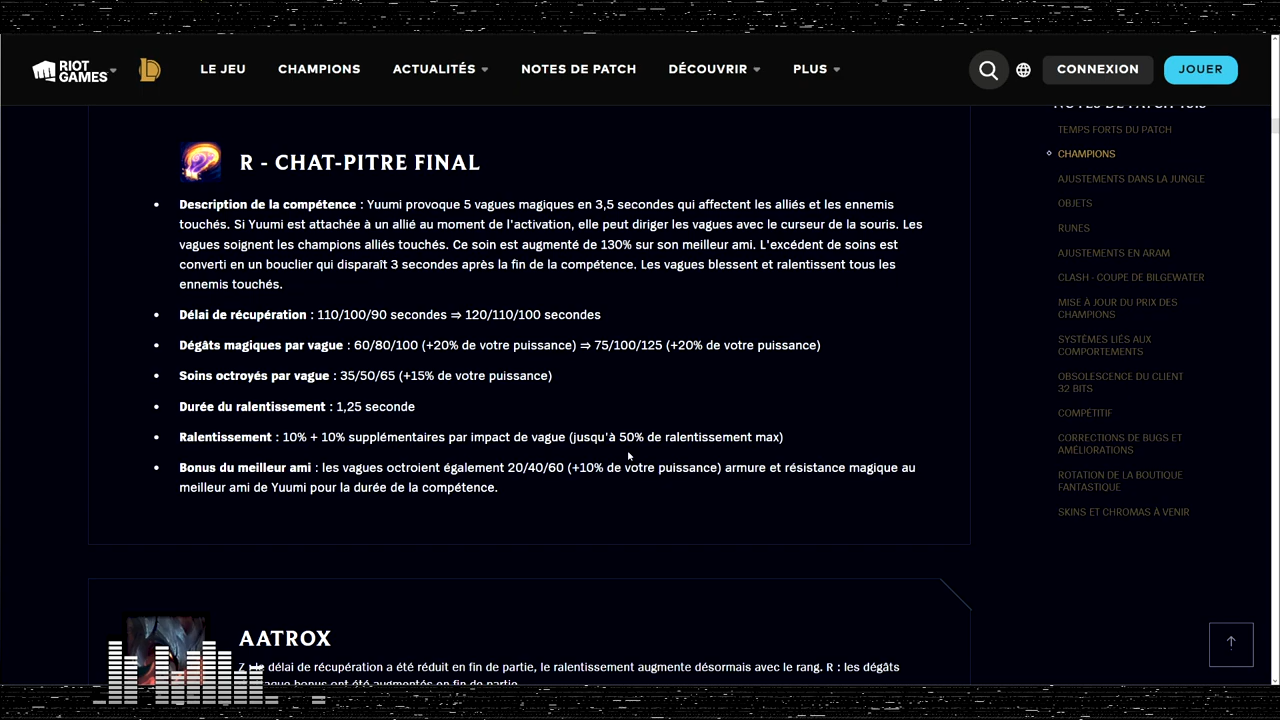 RIOT GAMES
LE JEU
CHAMPIONS
ACTUALITÉS
NOTES DE PATCH
DÉCOUVRIR
PLUS
CONNEXION
JOUER
R - CHAT-PITRE FINAL
• Description de la compétence : Yuumi provoque 5 vagues magiques en 3,5 secondes qui affectent les alliés et les ennemis
touchés. Si Yuumi est attachée à un allié au moment de l'activation, elle peut diriger les vagues avec le curseur de la souris. Les
vagues soignent les champions alliés touchés. Ce soin est augmenté de 130% sur son meilleur ami. L'excédent de soins est
converti en un bouclier qui disparaît 3 secondes après la fin de la compétence. Les vagues blessent et ralentissent tous les
ennemis touchés.
• Délai de récupération : 110/100/90 secondes ⇒ 120/110/100 secondes
• Dégâts magiques par vague : 60/80/100 (+20% de votre puissance) ⇒ 75/100/125 (+20% de votre puissance)
• Soins octroyés par vague : 35/50/65 (+15% de votre puissance)
• Durée du ralentissement : 1,25 seconde
• Ralentissement : 10% + 10% supplémentaires par impact de vague (jusqu'à 50% de ralentissement max)
• Bonus du meilleur ami : les vagues octroient également 20/40/60 (+10% de votre puissance) armure et résistance magique au
meilleur ami de Yuumi pour la durée de la compétence.
AATROX
Z : le délai de récupération a été réduit en fin de partie, le ralentissement augmente désormais avec le rang. R : les dégâts
bonus ont été augmentés en fin de partie.
NOTES DE PATCH
TEMPS FORTS DU PATCH
CHAMPIONS
AJUSTEMENTS DANS LA JUNGLE
OBJETS
RUNES
AJUSTEMENTS EN ARAM
CLASH - COUPE DE BILGEWATER
MISE À JOUR DU PRIX DES
CHAMPIONS
SYSTÈMES LIÉS AUX
COMPORTEMENTS
OBSOLESCENCE DU CLIENT
32 BITS
COMPÉTITIF
CORRECTIONS DE BUGS ET
AMÉLIORATIONS
ROTATION DE LA BOUTIQUE
FANTASTIQUE
SKINS ET CHROMAS À VENIR